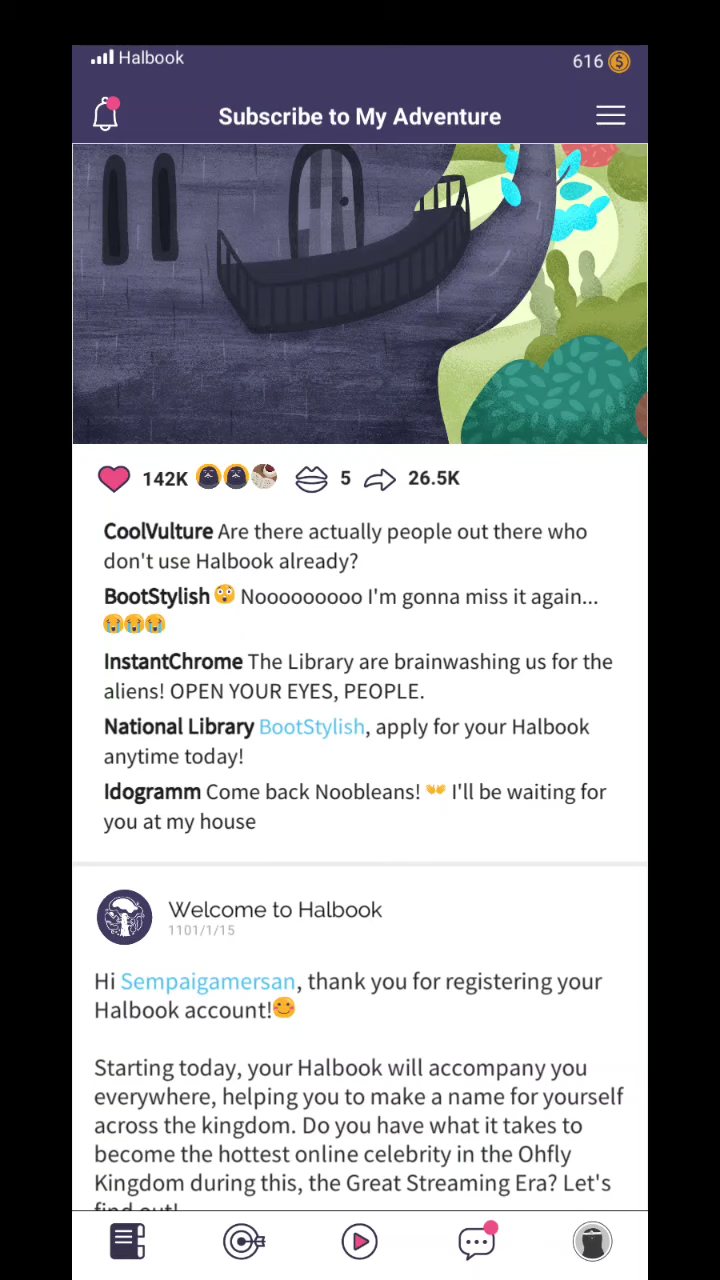 Halbook
616
Subscribe to My Adventure
142K 5 26.5K
CoolVulture Are there actually people out there who
don't use Halbook already?
BootStylish 😲 Nooooooooo I'm gonna miss it again...
😭😭😭
InstantChrome The Library are brainwashing us for the
aliens! OPEN YOUR EYES, PEOPLE.
National Library BootStylish, apply for your Halbook
anytime today!
Idogramm Come back Noobleans! 👐 I'll be waiting for
you at my house
Welcome to Halbook
1101/1/15
Hi Sempaigamersan, thank you for registering your
Halbook account!😊
Starting today, your Halbook will accompany you
everywhere, helping you to make a name for yourself
across the kingdom. Do you have what it takes to
become the hottest online celebrity in the Ohfly
Kingdom during this, the Great Streaming Era? Let's
find out!